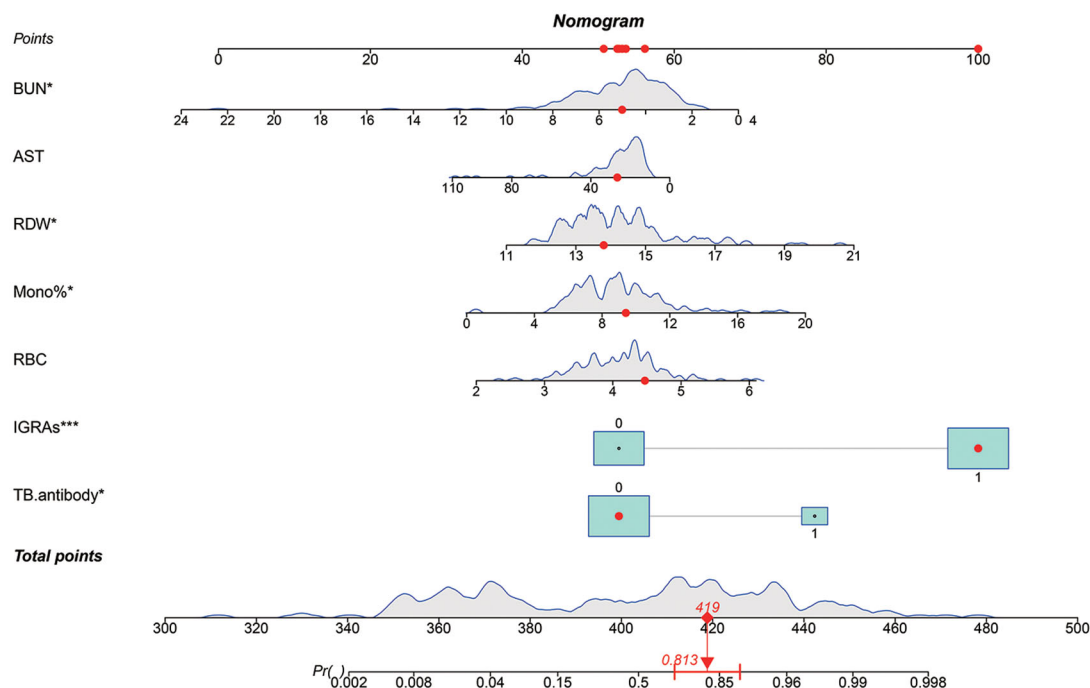 Nomogram
Points
0 20 40 60 80 100
BUN*
24 22 20 18 16 14 12 10 8 6 4 2 0 4
AST
110 80 40 0
RDW*
11 13 15 17 19 21
Mono%*
0 4 8 12 16 20
RBC
2 3 4 5 6
IGRAs***
0
1
TB.antibody*
0
1
Total points
419
300 320 340 360 380 400 420 440 460 480 500
0.813
Pr( )
0.002 0.008 0.04 0.15 0.5 0.85 0.96 0.99 0.998